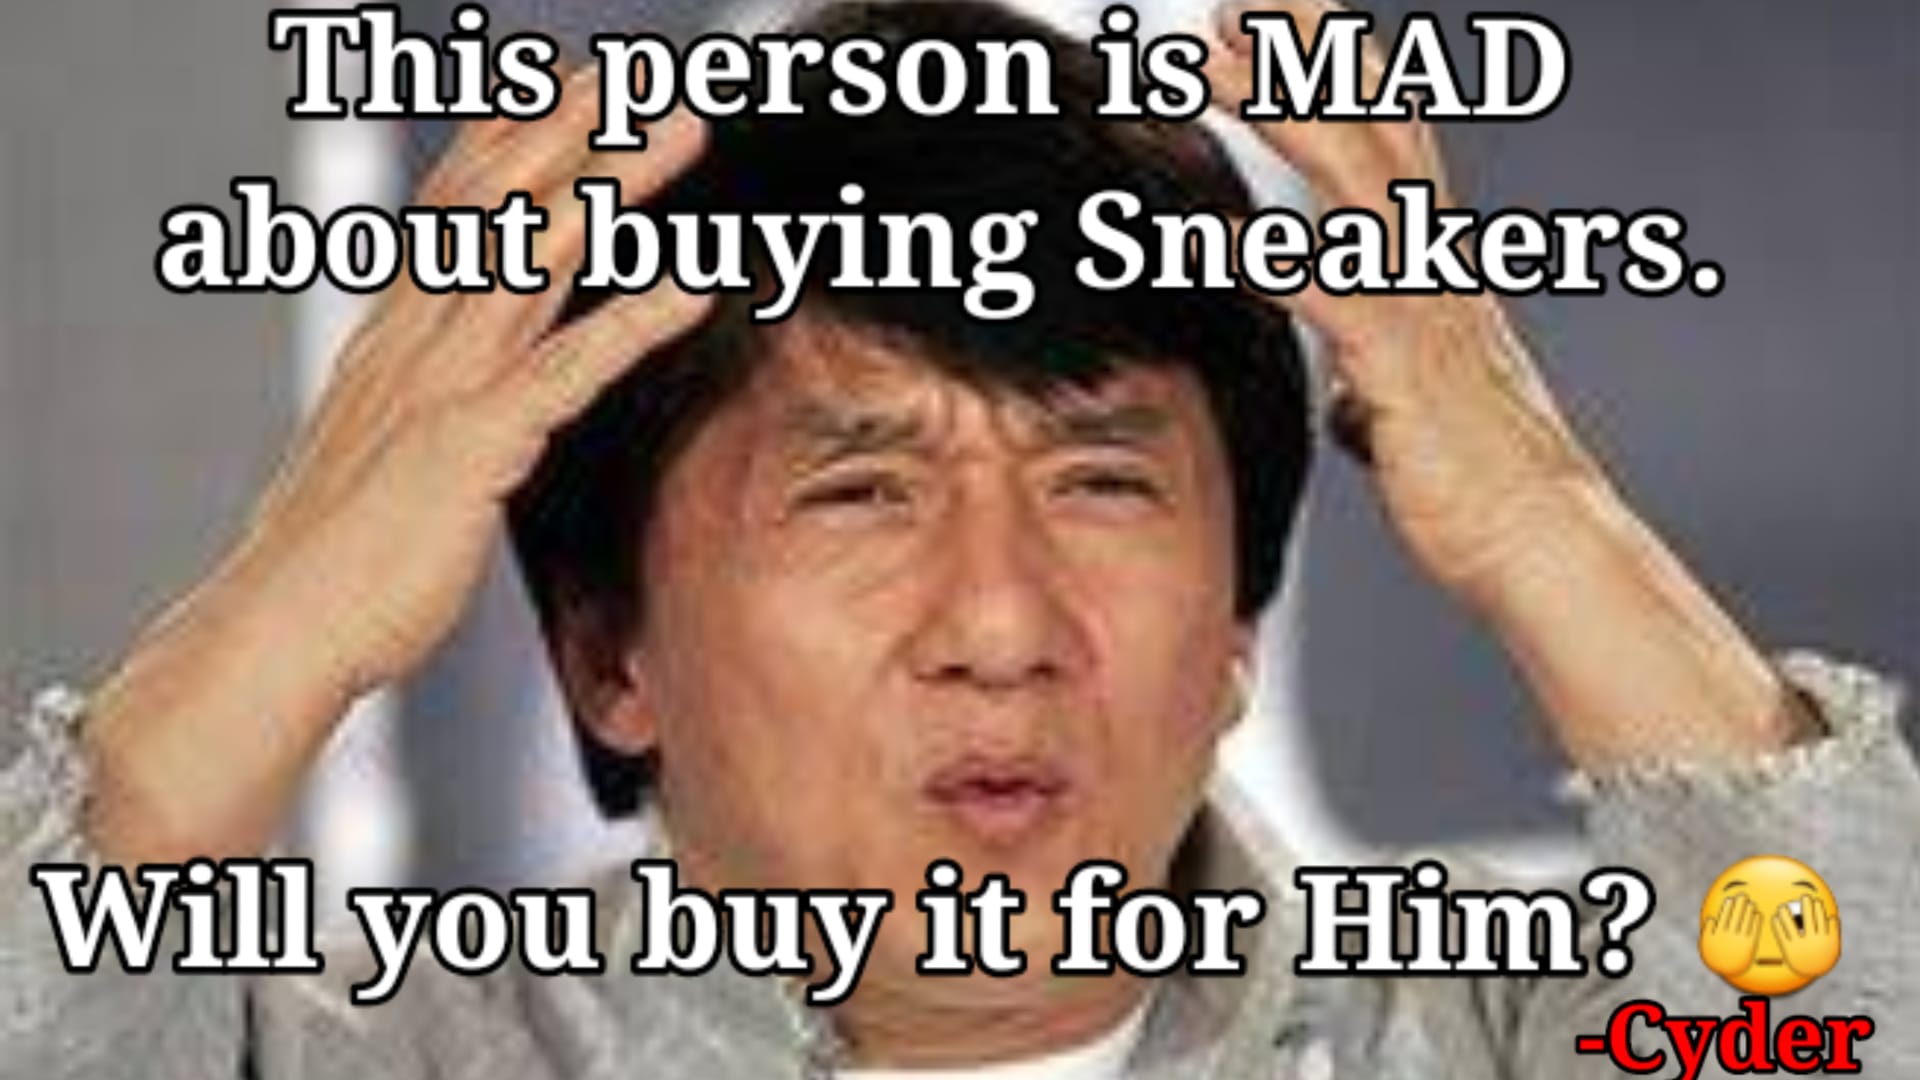 This person is MAD
about buying Sneakers.
Will you buy it for Him? 🫣
-Cyder